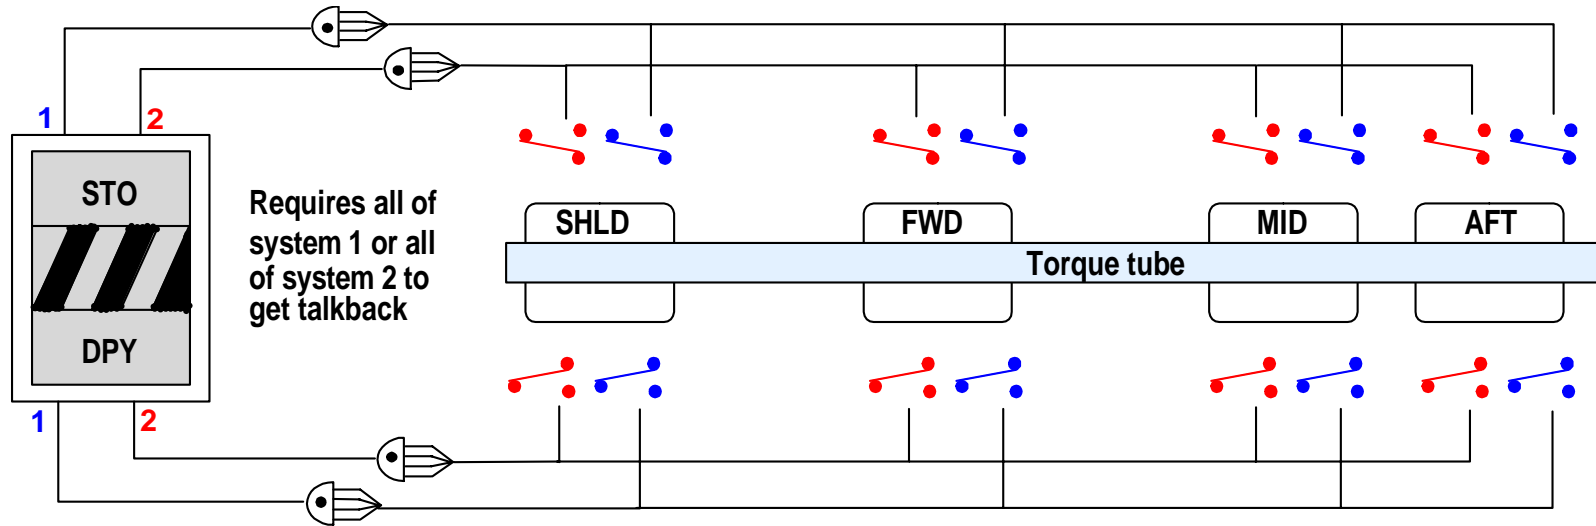 1
2
STO
DPY
1
2
Requires all of
system 1 or all
of system 2 to
get talkback
SHLD
FWD
MID
AFT
Torque tube